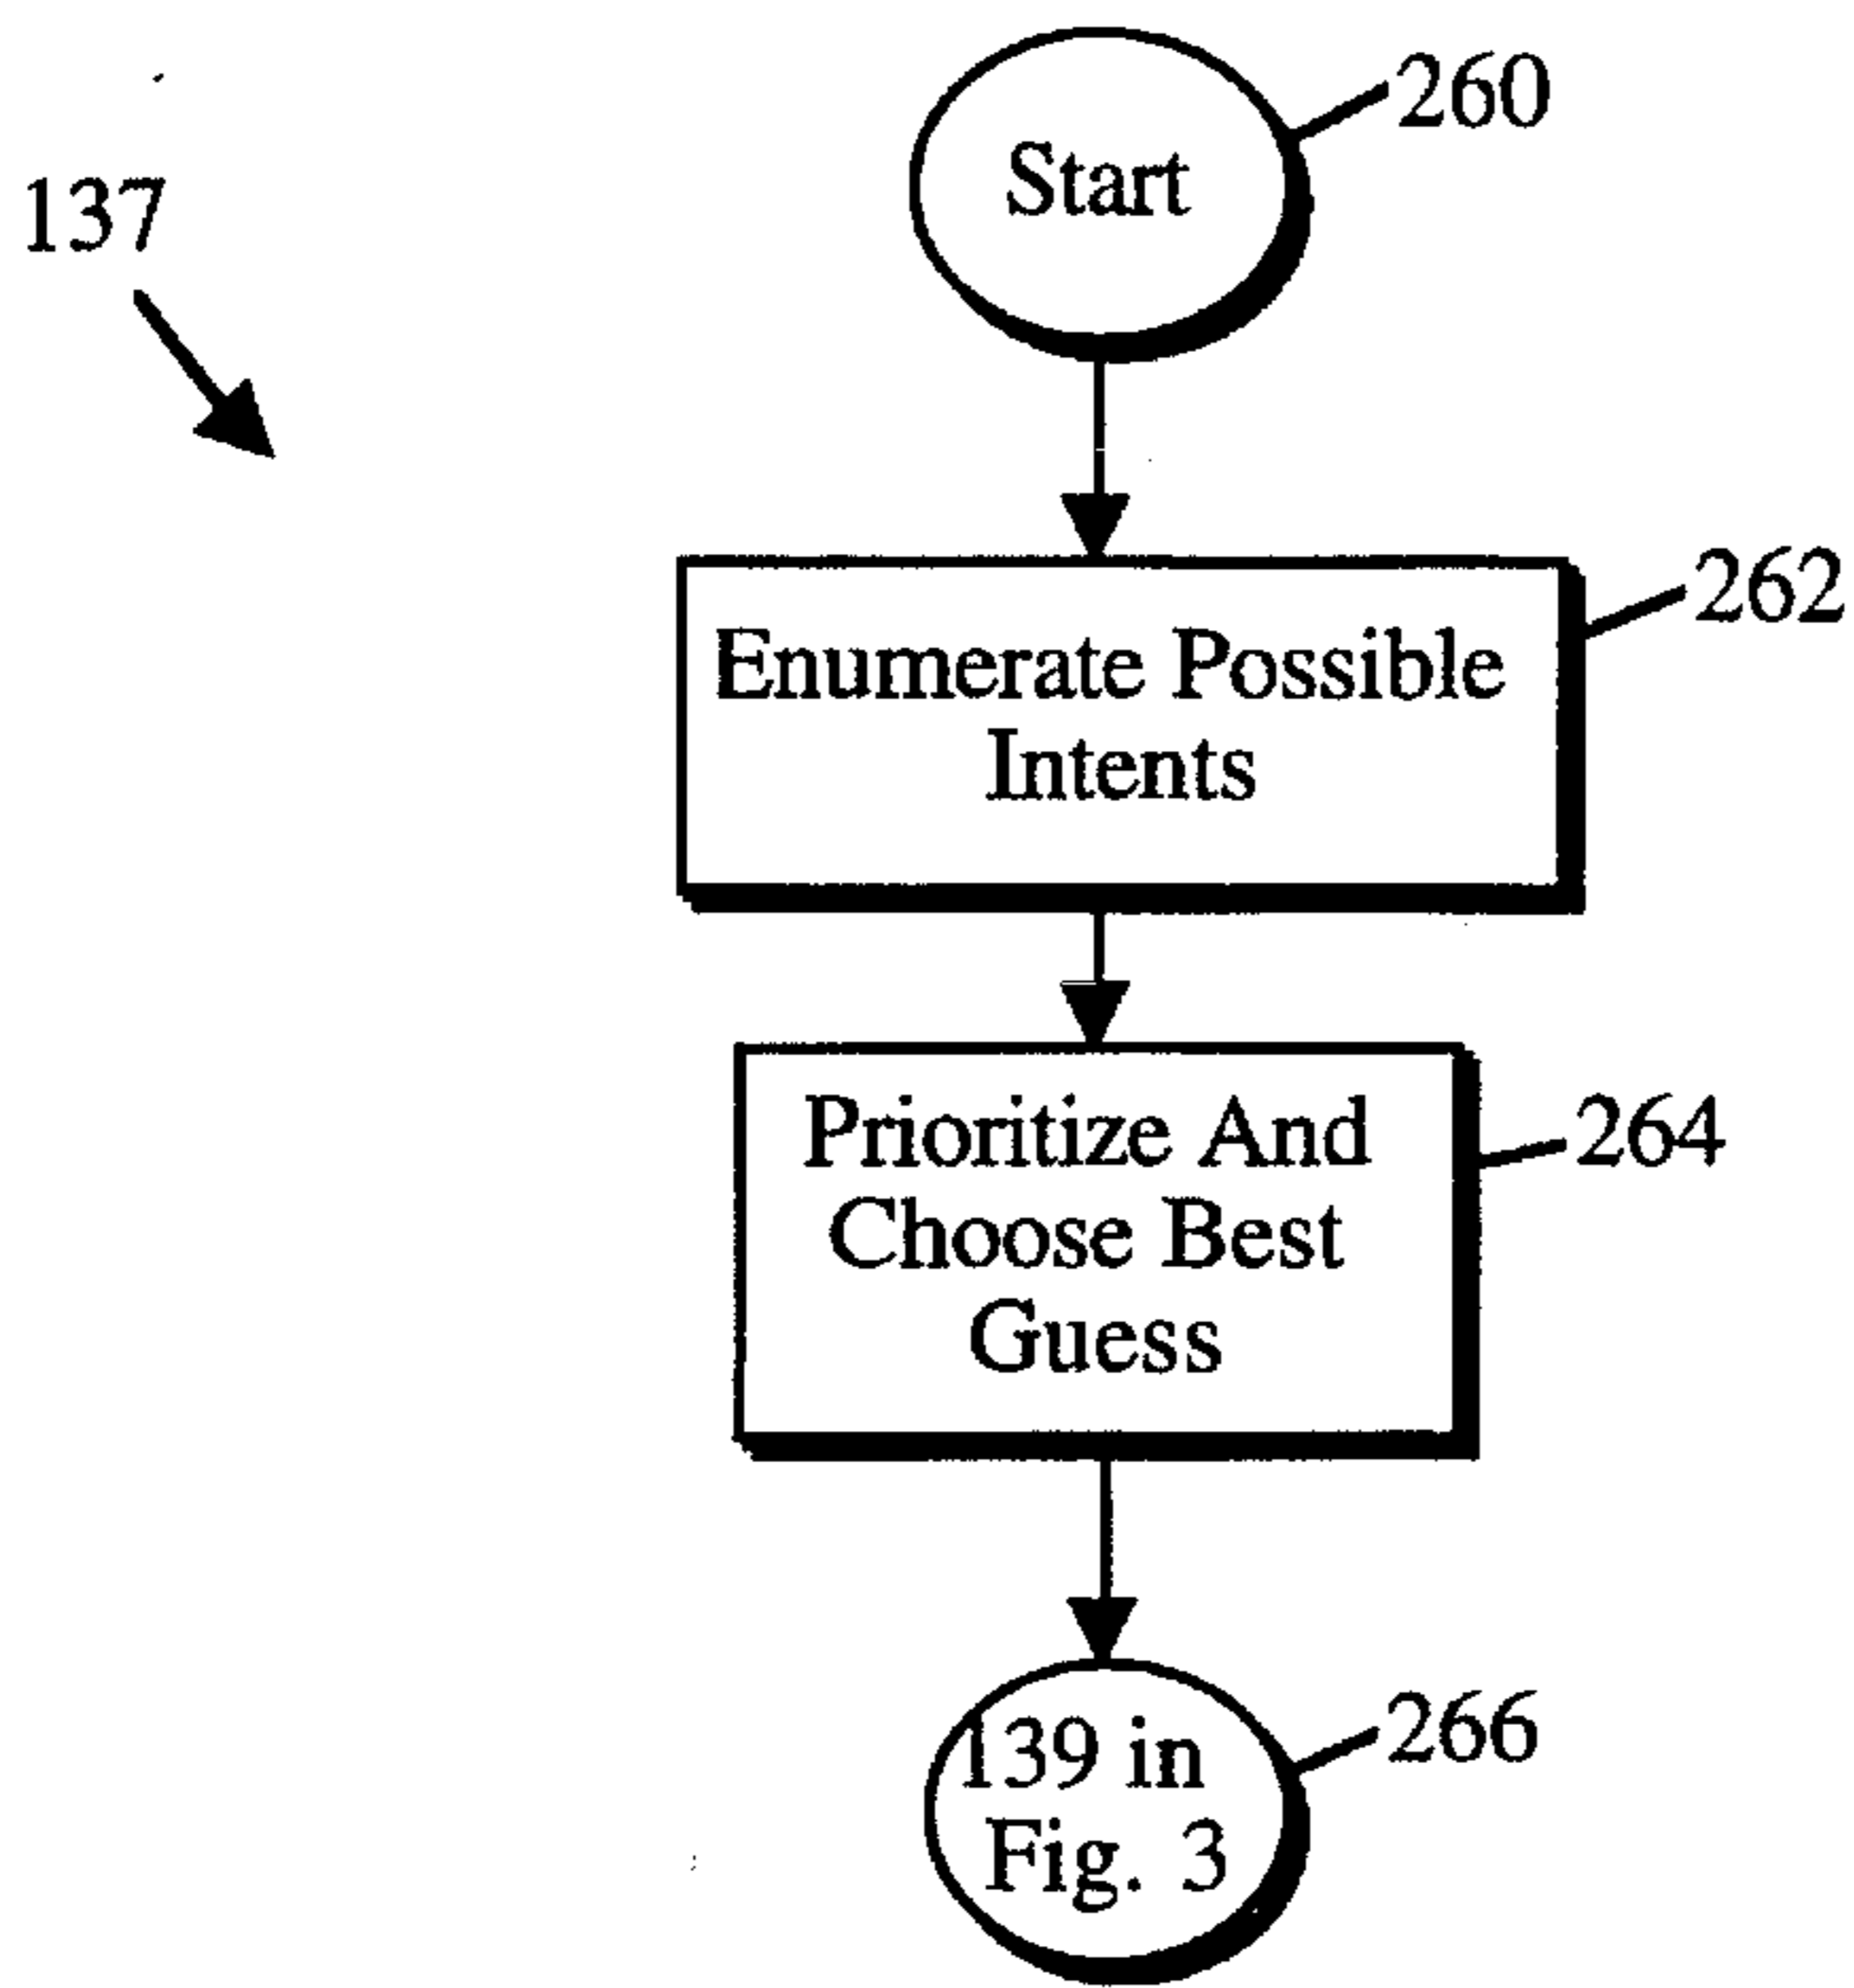 260
Start
137
262
Enumerate Possible
Intents
Prioritize And
264
Choose Best
Guess
266
139 in
Fig. 3